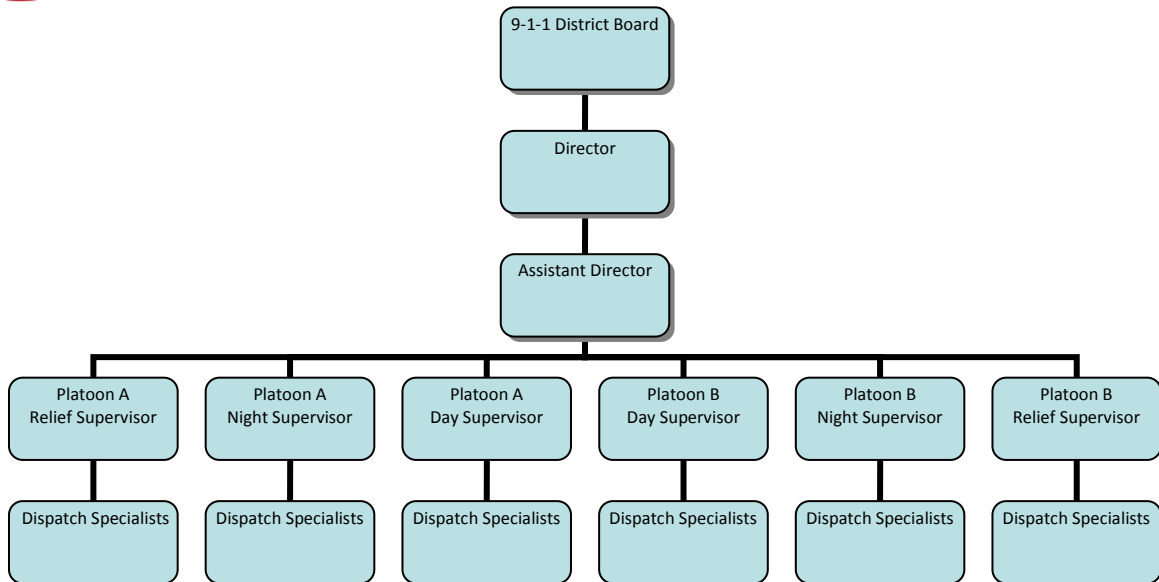 9-1-1 District Board
Director
Assistant Director
Platoon A
Relief Supervisor
Platoon A
Night Supervisor
Platoon A
Day Supervisor
Platoon B
Day Supervisor
Platoon B
Night Supervisor
Platoon B
Relief Supervisor
Dispatch Specialists
Dispatch Specialists
Dispatch Specialists
Dispatch Specialists
Dispatch Specialists
Dispatch Specialists